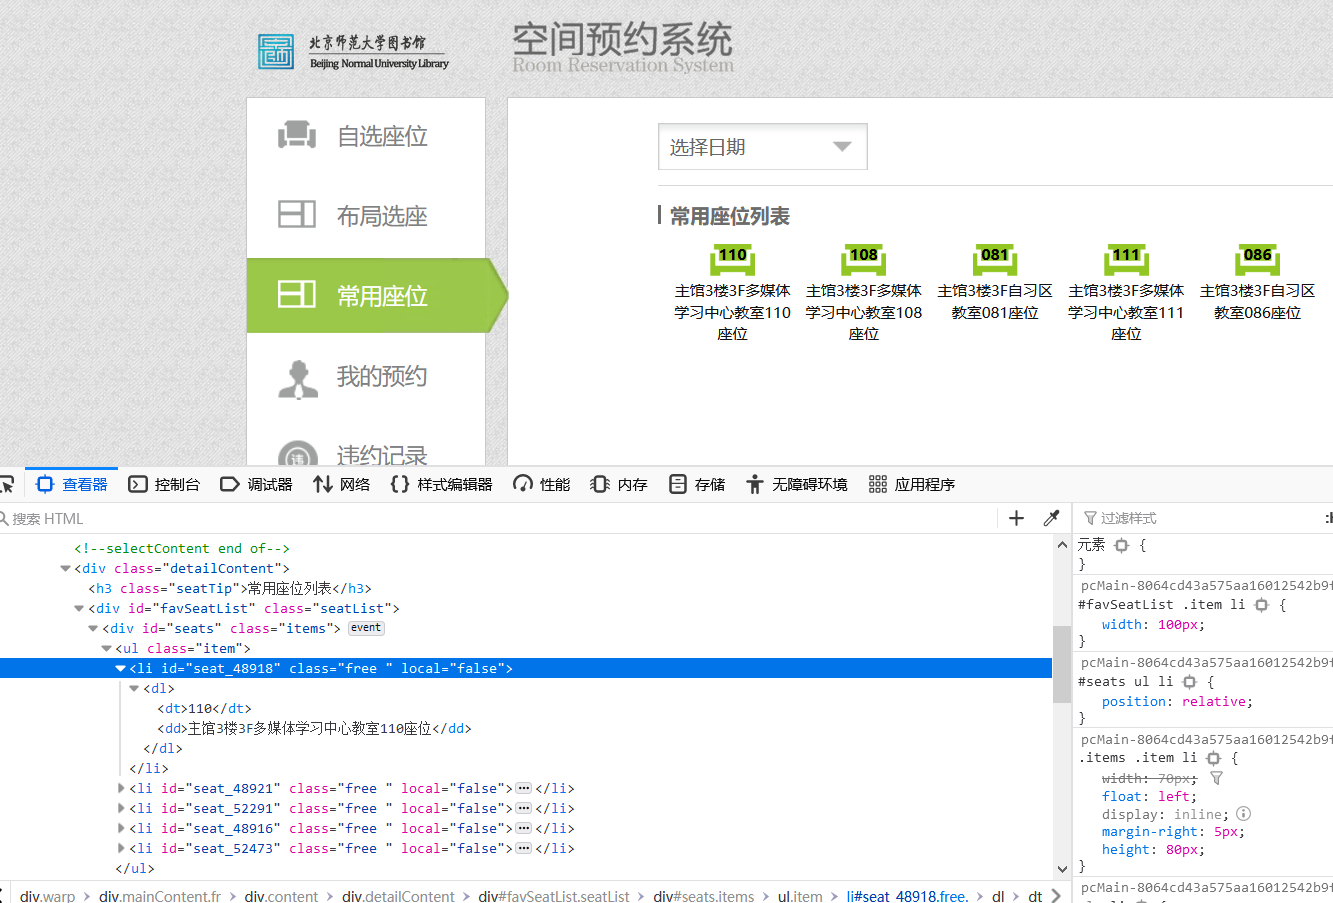 北京师范大学图书馆
Beijing Normal University Library
空间预约系统
Room Reservation System
自选座位
布局选座
常用座位
我的预约
违约记录
选择日期
常用座位列表
110
主馆3楼3F多媒体
学习中心教室110
座位
108
主馆3楼3F多媒体
学习中心教室108
座位
081
主馆3楼3F自习区
教室081座位
111
主馆3楼3F多媒体
学习中心教室111
座位
086
主馆3楼3F自习区
教室086座位
查看器 控制台 调试器 网络 {} 样式编辑器 性能 内存 存储 无障碍环境 应用程序
搜索 HTML
<!--selectContent end of-->
<div class="detailContent">
<h3 class="seatTip">常用座位列表</h3>
<div id="favSeatList" class="seatList">
<div id="seats" class="items"> event
<ul class="item">
<li id="seat_48918" class="free " local="false">
<dl>
<dt>110</dt>
<dd>主馆3楼3F多媒体学习中心教室110座位</dd>
</dl>
</li>
<li id="seat_48921" class="free " local="false">…</li>
<li id="seat_52291" class="free " local="false">…</li>
<li id="seat_48916" class="free " local="false">…</li>
<li id="seat_52473" class="free " local="false">…</li>
</ul>
div.warp > div.mainContent.fr > div.content > div.detailContent > div#favSeatList.seatList > div#seats.items > ul.item > li#seat_48918.free. > dl > dt
过滤样式
元素 {
}
pcMain-8064cd43a575aa16012542b9f
#favSeatList .item li {
width: 100px;
}
pcMain-8064cd43a575aa16012542b9f
#seats ul li {
position: relative;
}
pcMain-8064cd43a575aa16012542b9f
.items .item li {
width: 70px;
float: left;
display: inline;
margin-right: 5px;
height: 80px;
}
pcMain-8064cd43a575aa16012542b9f